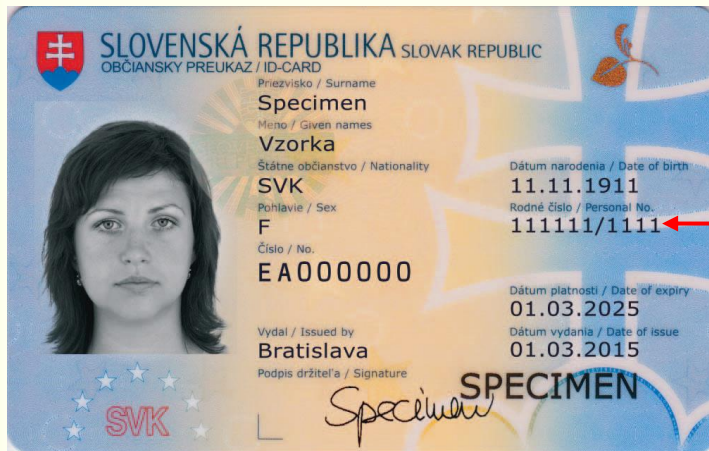 SLOVENSKÁ REPUBLIKA SLOVAK REPUBLIC
OBČIANSKY PREUKAZ / ID-CARD
Priezvisko / Surname
Specimen
Meno / Given names
Vzorka
Štátne občianstvo / Nationality
SVK
Dátum narodenia / Date of birth
11.11.1911
Pohlavie / Sex
F
Rodné číslo / Personal No.
111111/1111
Číslo / No.
EA000000
Dátum platnosti / Date of expiry
01.03.2025
Vydal / Issued by
Bratislava
Dátum vydania / Date of issue
01.03.2015
Podpis držiteľa / Signature
Specimen
SPECIMEN
SVK